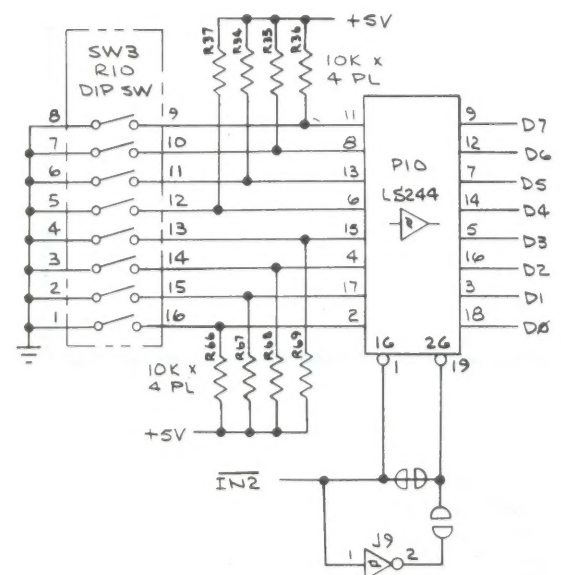 +5V
R37
R35
R36
SW3
R10
DIP SW
10K x
4 PL
8
9
11
9
D7
7
10
8
12
D6
6
11
13
P10
7
D5
5
12
6
LS244
14
D4
4
13
15
5
D3
3
14
4
16
D2
2
15
17
3
D1
1
16
2
18
DØ
R66
R67
R68
R69
1G
2G
1
19
10K x
4 PL
+5V
IN2
J9
1
2